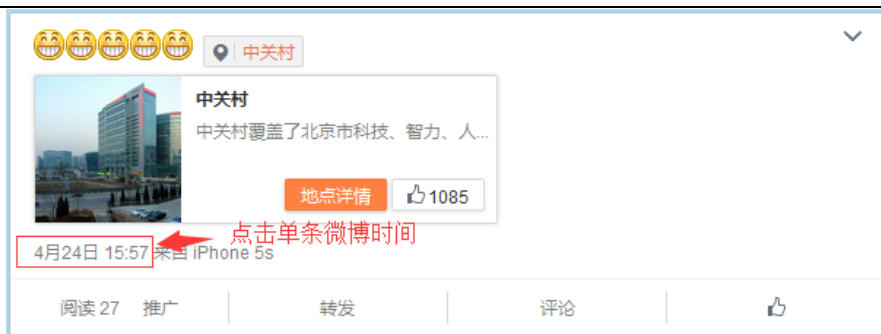 中关村
中关村
中关村覆盖了北京市科技、智力、人...
地点详情 1085
点击单条微博时间
4月24日 15:57 来自 iPhone 5s
阅读 27 推广 转发 评论